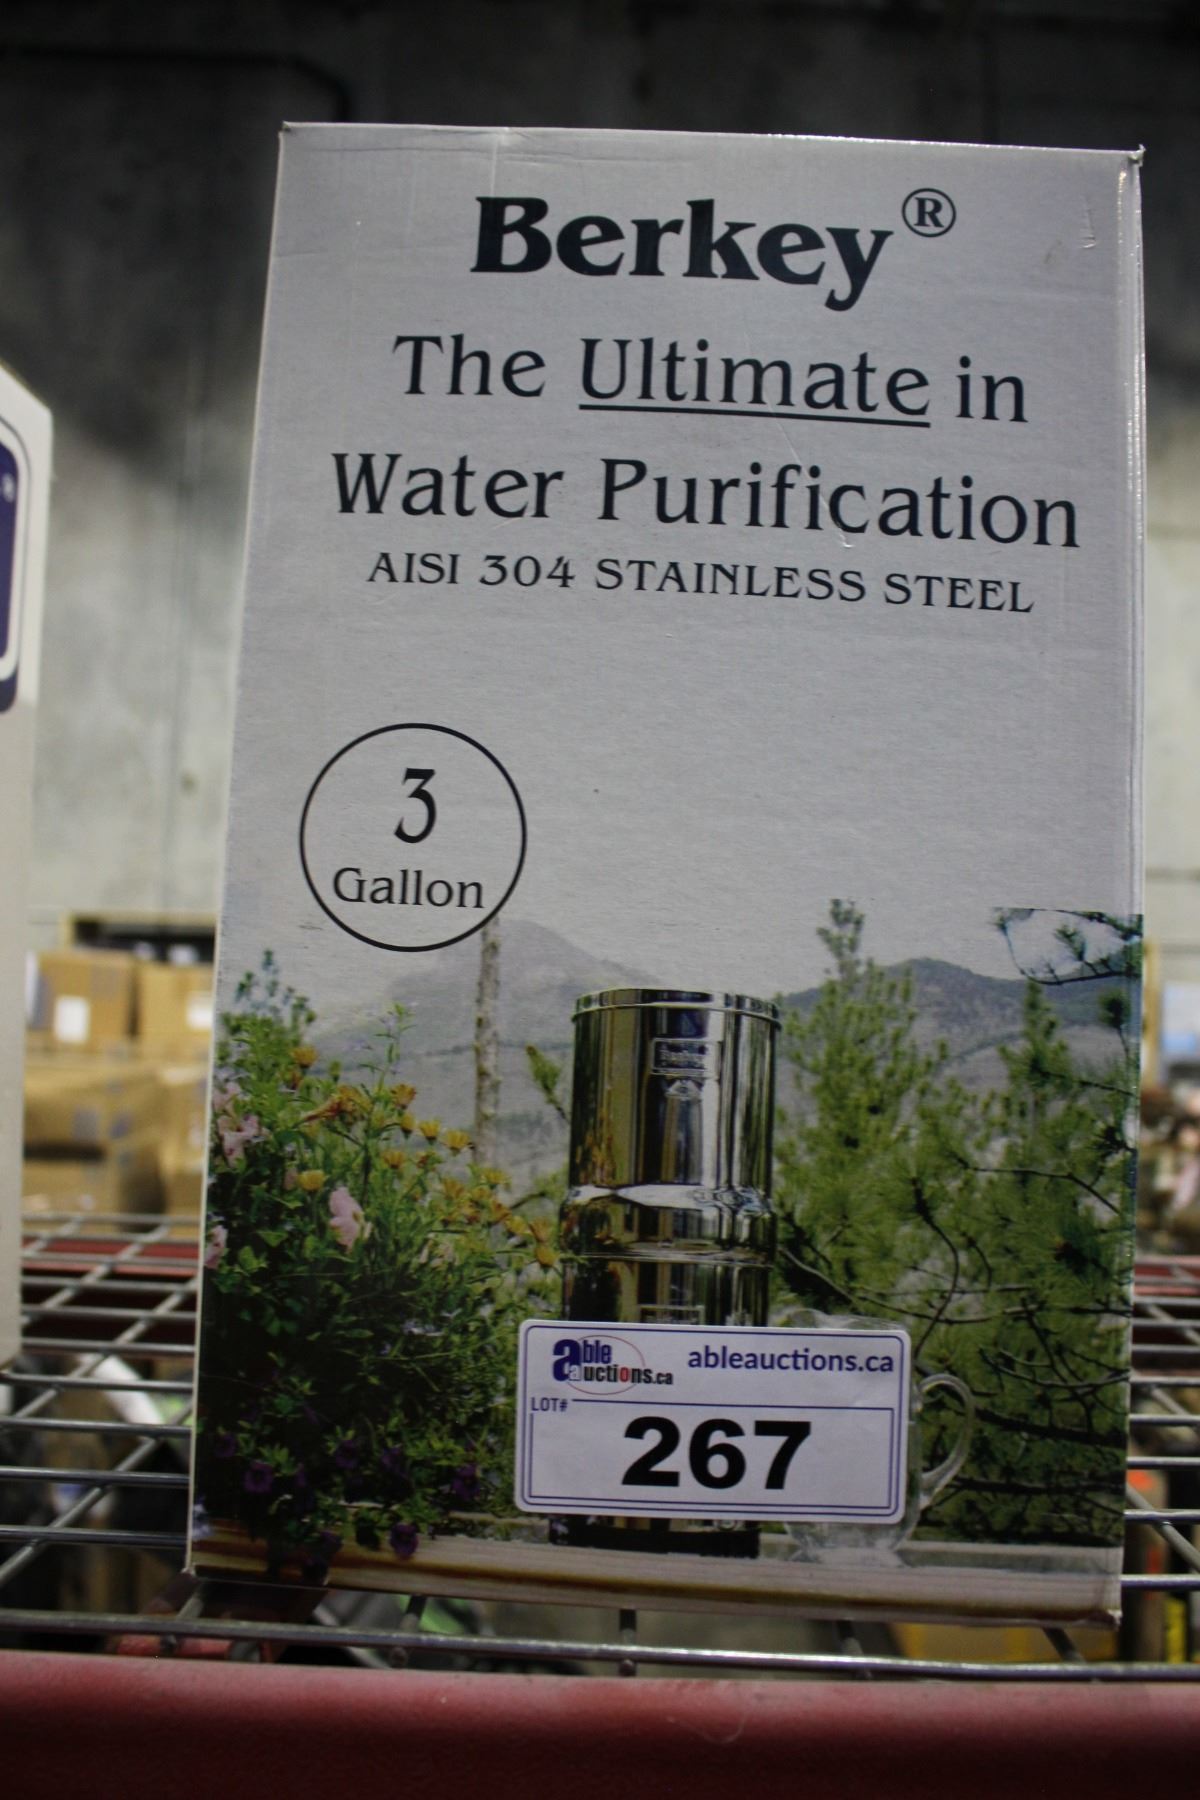 Berkey®
The Ultimate in
Water Purification
AISI 304 STAINLESS STEEL
3
Gallon
able auctions.ca
ableauctions.ca
LOT#
267